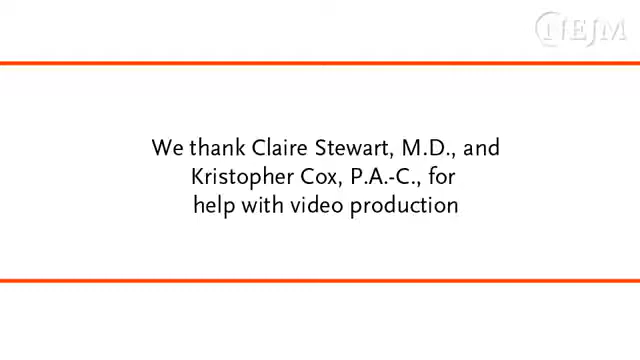 NEJM
We thank Claire Stewart, M.D., and
Kristopher Cox, P.A.-C., for
help with video production